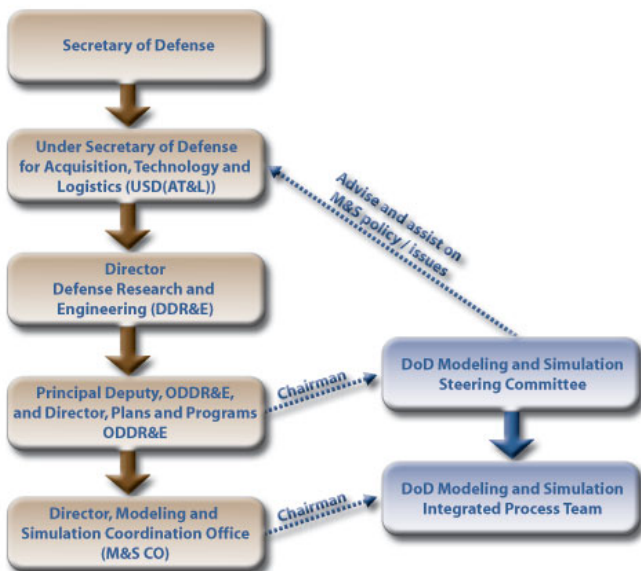 Secretary of Defense
Under Secretary of Defense
for Acquisition, Technology and
Logistics (USD(AT&L))
Advise and assist on
M&S policy / issues
Director
Defense Research and
Engineering (DDR&E)
Principal Deputy, ODDR&E,
and Director, Plans and Programs
ODDR&E
Chairman
DoD Modeling and Simulation
Steering Committee
Director, Modeling and
Simulation Coordination Office
(M&S CO)
Chairman
DoD Modeling and Simulation
Integrated Process Team